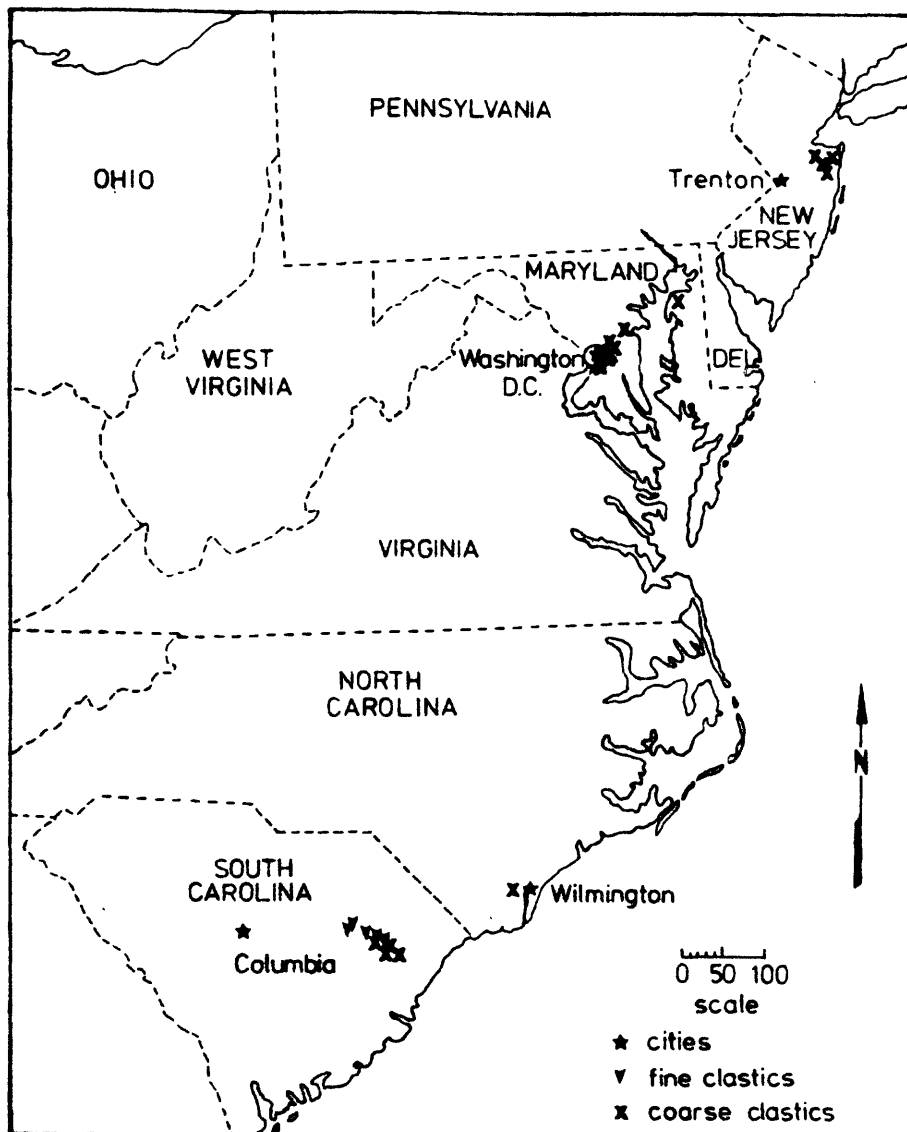 PENNSYLVANIA
OHIO
Trenton
NEW
JERSEY
MARYLAND
WEST
VIRGINIA
Washington
D.C.
DEL
VIRGINIA
NORTH
CAROLINA
N
SOUTH
CAROLINA
Wilmington
Columbia
0 50 100
scale
cities
fine clastics
coarse clastics